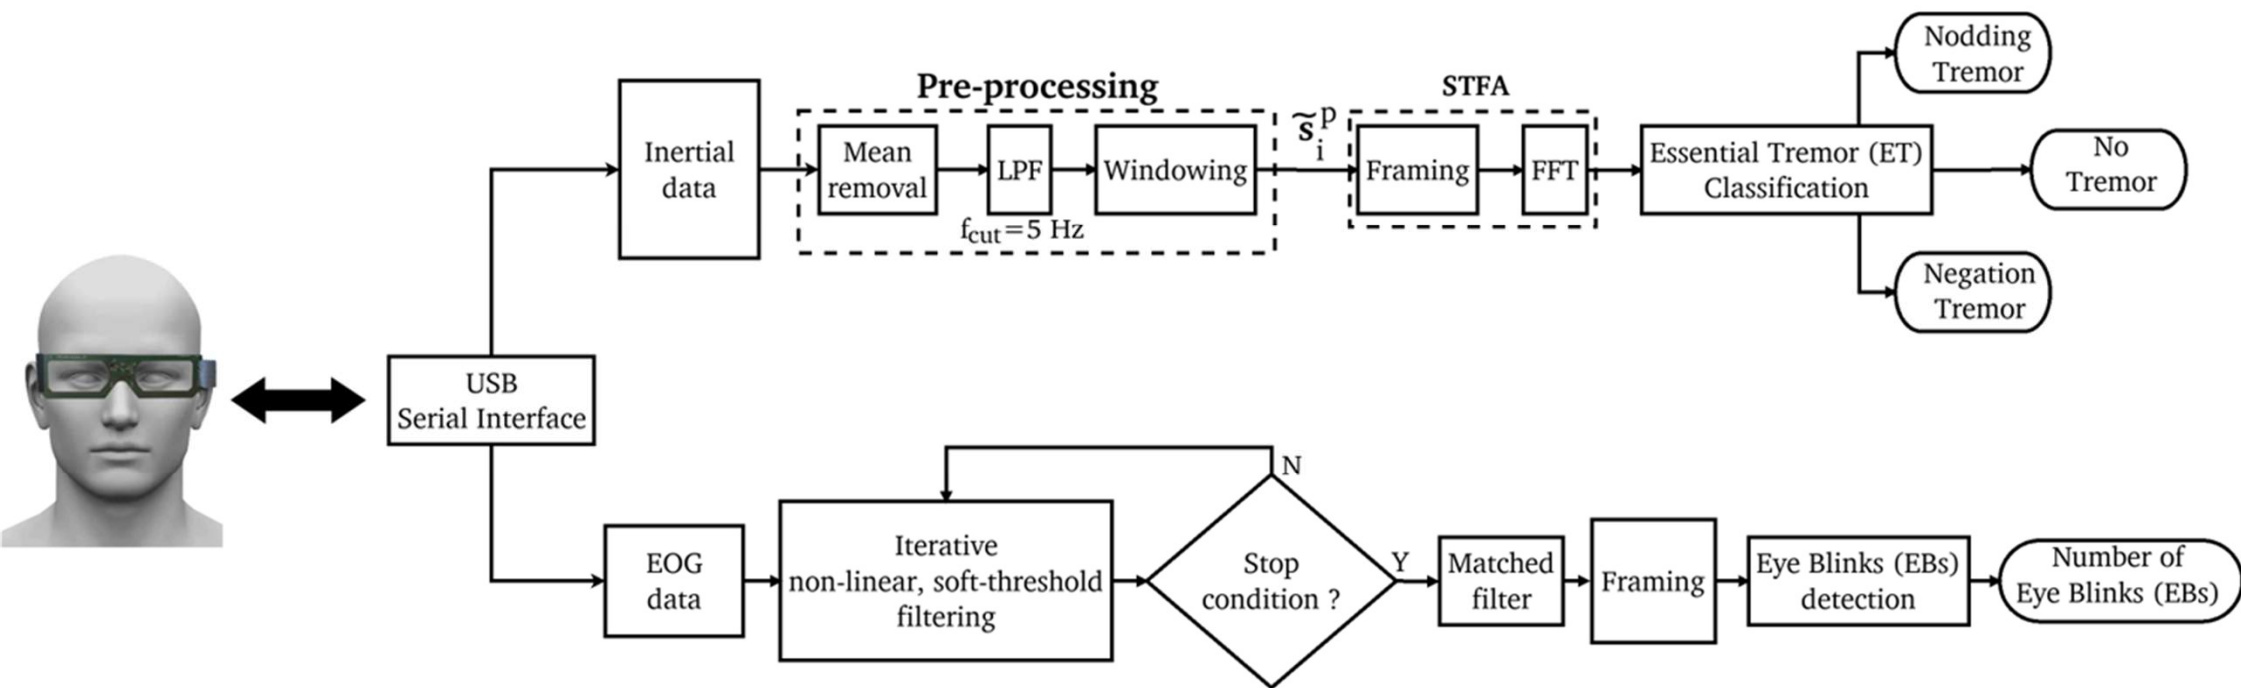 Pre-processing
STFA
Inertial
data
Mean
removal
LPF
f_cut=5 Hz
Windowing
s̃_i^p
Framing
FFT
Essential Tremor (ET)
Classification
Nodding
Tremor
No
Tremor
Negation
Tremor
USB
Serial Interface
EOG
data
Iterative
non-linear, soft-threshold
filtering
N
Stop
condition ?
Y
Matched
filter
Framing
Eye Blinks (EBs)
detection
Number of
Eye Blinks (EBs)